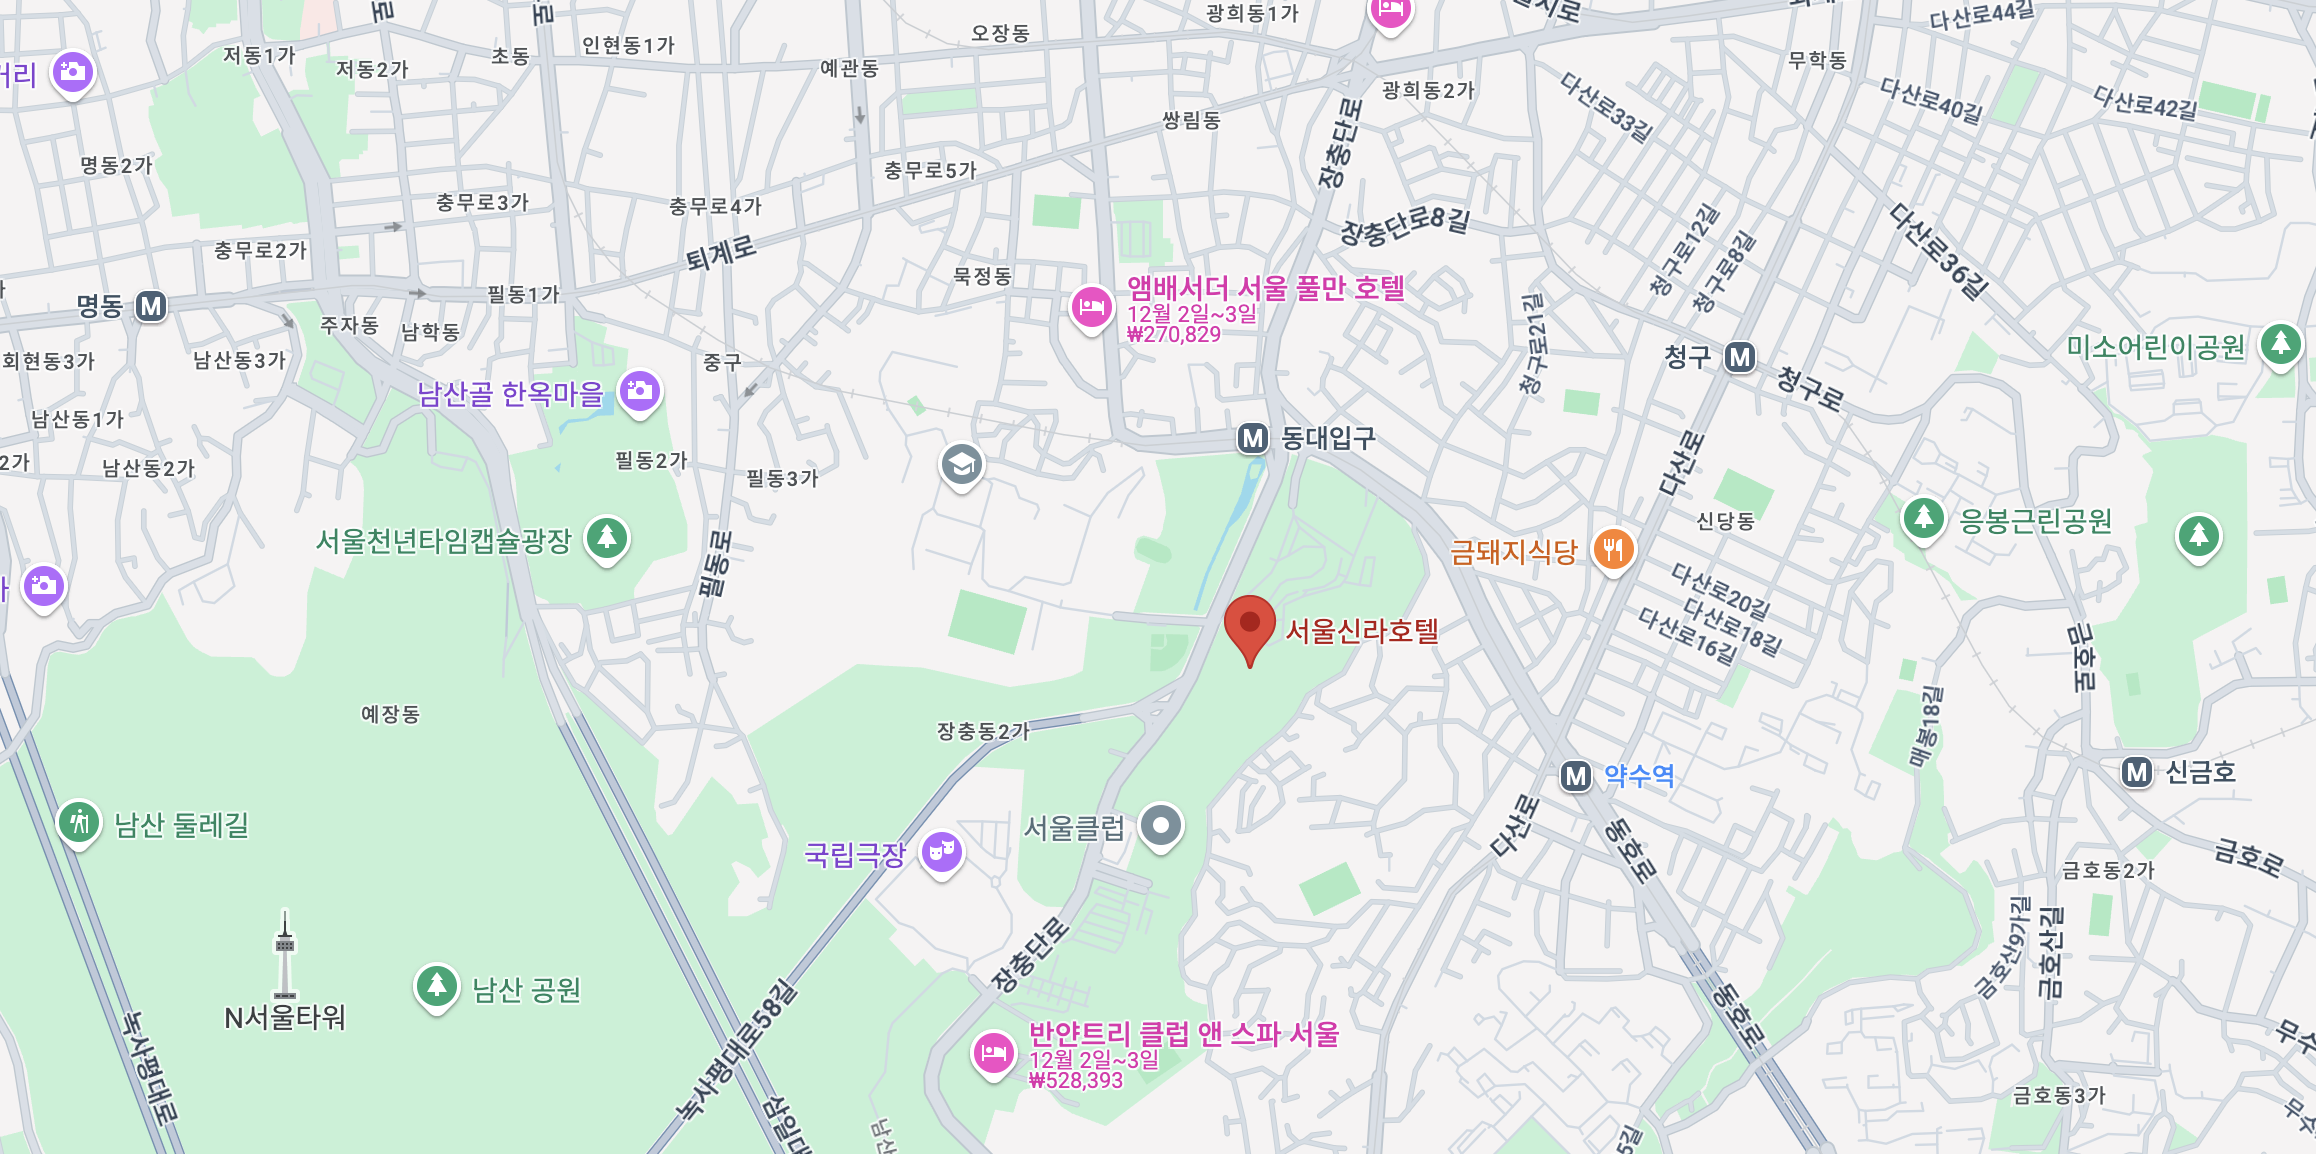 광희동1가
다산로44길
오장동
인현동1가
초동
저동1가
저동2가
예관동
무학동
거리
광희동2가
다산로33길
다산로40길
다산로42길
쌍림동
장충단로
명동2가
충무로5가
충무로3가
충무로4가
장충단로8길
청구로12길
청구로8길
다산로36길
충무로2가
퇴계로
묵정동
앰배서더 서울 풀만 호텔
12월 2일~3일
₩270,829
명동
필동1가
주자동
남학동
청구로21길
청구
미소어린이공원
회현동3가
남산동3가
중구
청구로
남산골 한옥마을
남산동1가
동대입구
다산로
2가
남산동2가
필동2가
필동3가
신당동
응봉근린공원
서울천년타임캡슐광장
필동로
금돼지식당
다산로20길
다산로18길
다산로16길
서울신라호텔
금호로
예장동
장충동2가
매봉18길
약수역
신금호
남산 둘레길
서울클럽
다산로
동호로
국립극장
금호로
금호동2가
장충단로
금호산9가길
금호산길
남산 공원
N서울타워
녹사평대로58길
녹사평대로
동호로
반얀트리 클럽 앤 스파 서울
12월 2일~3일
₩528,393
금호동3가
삼일대
남산
5길
무수
무수